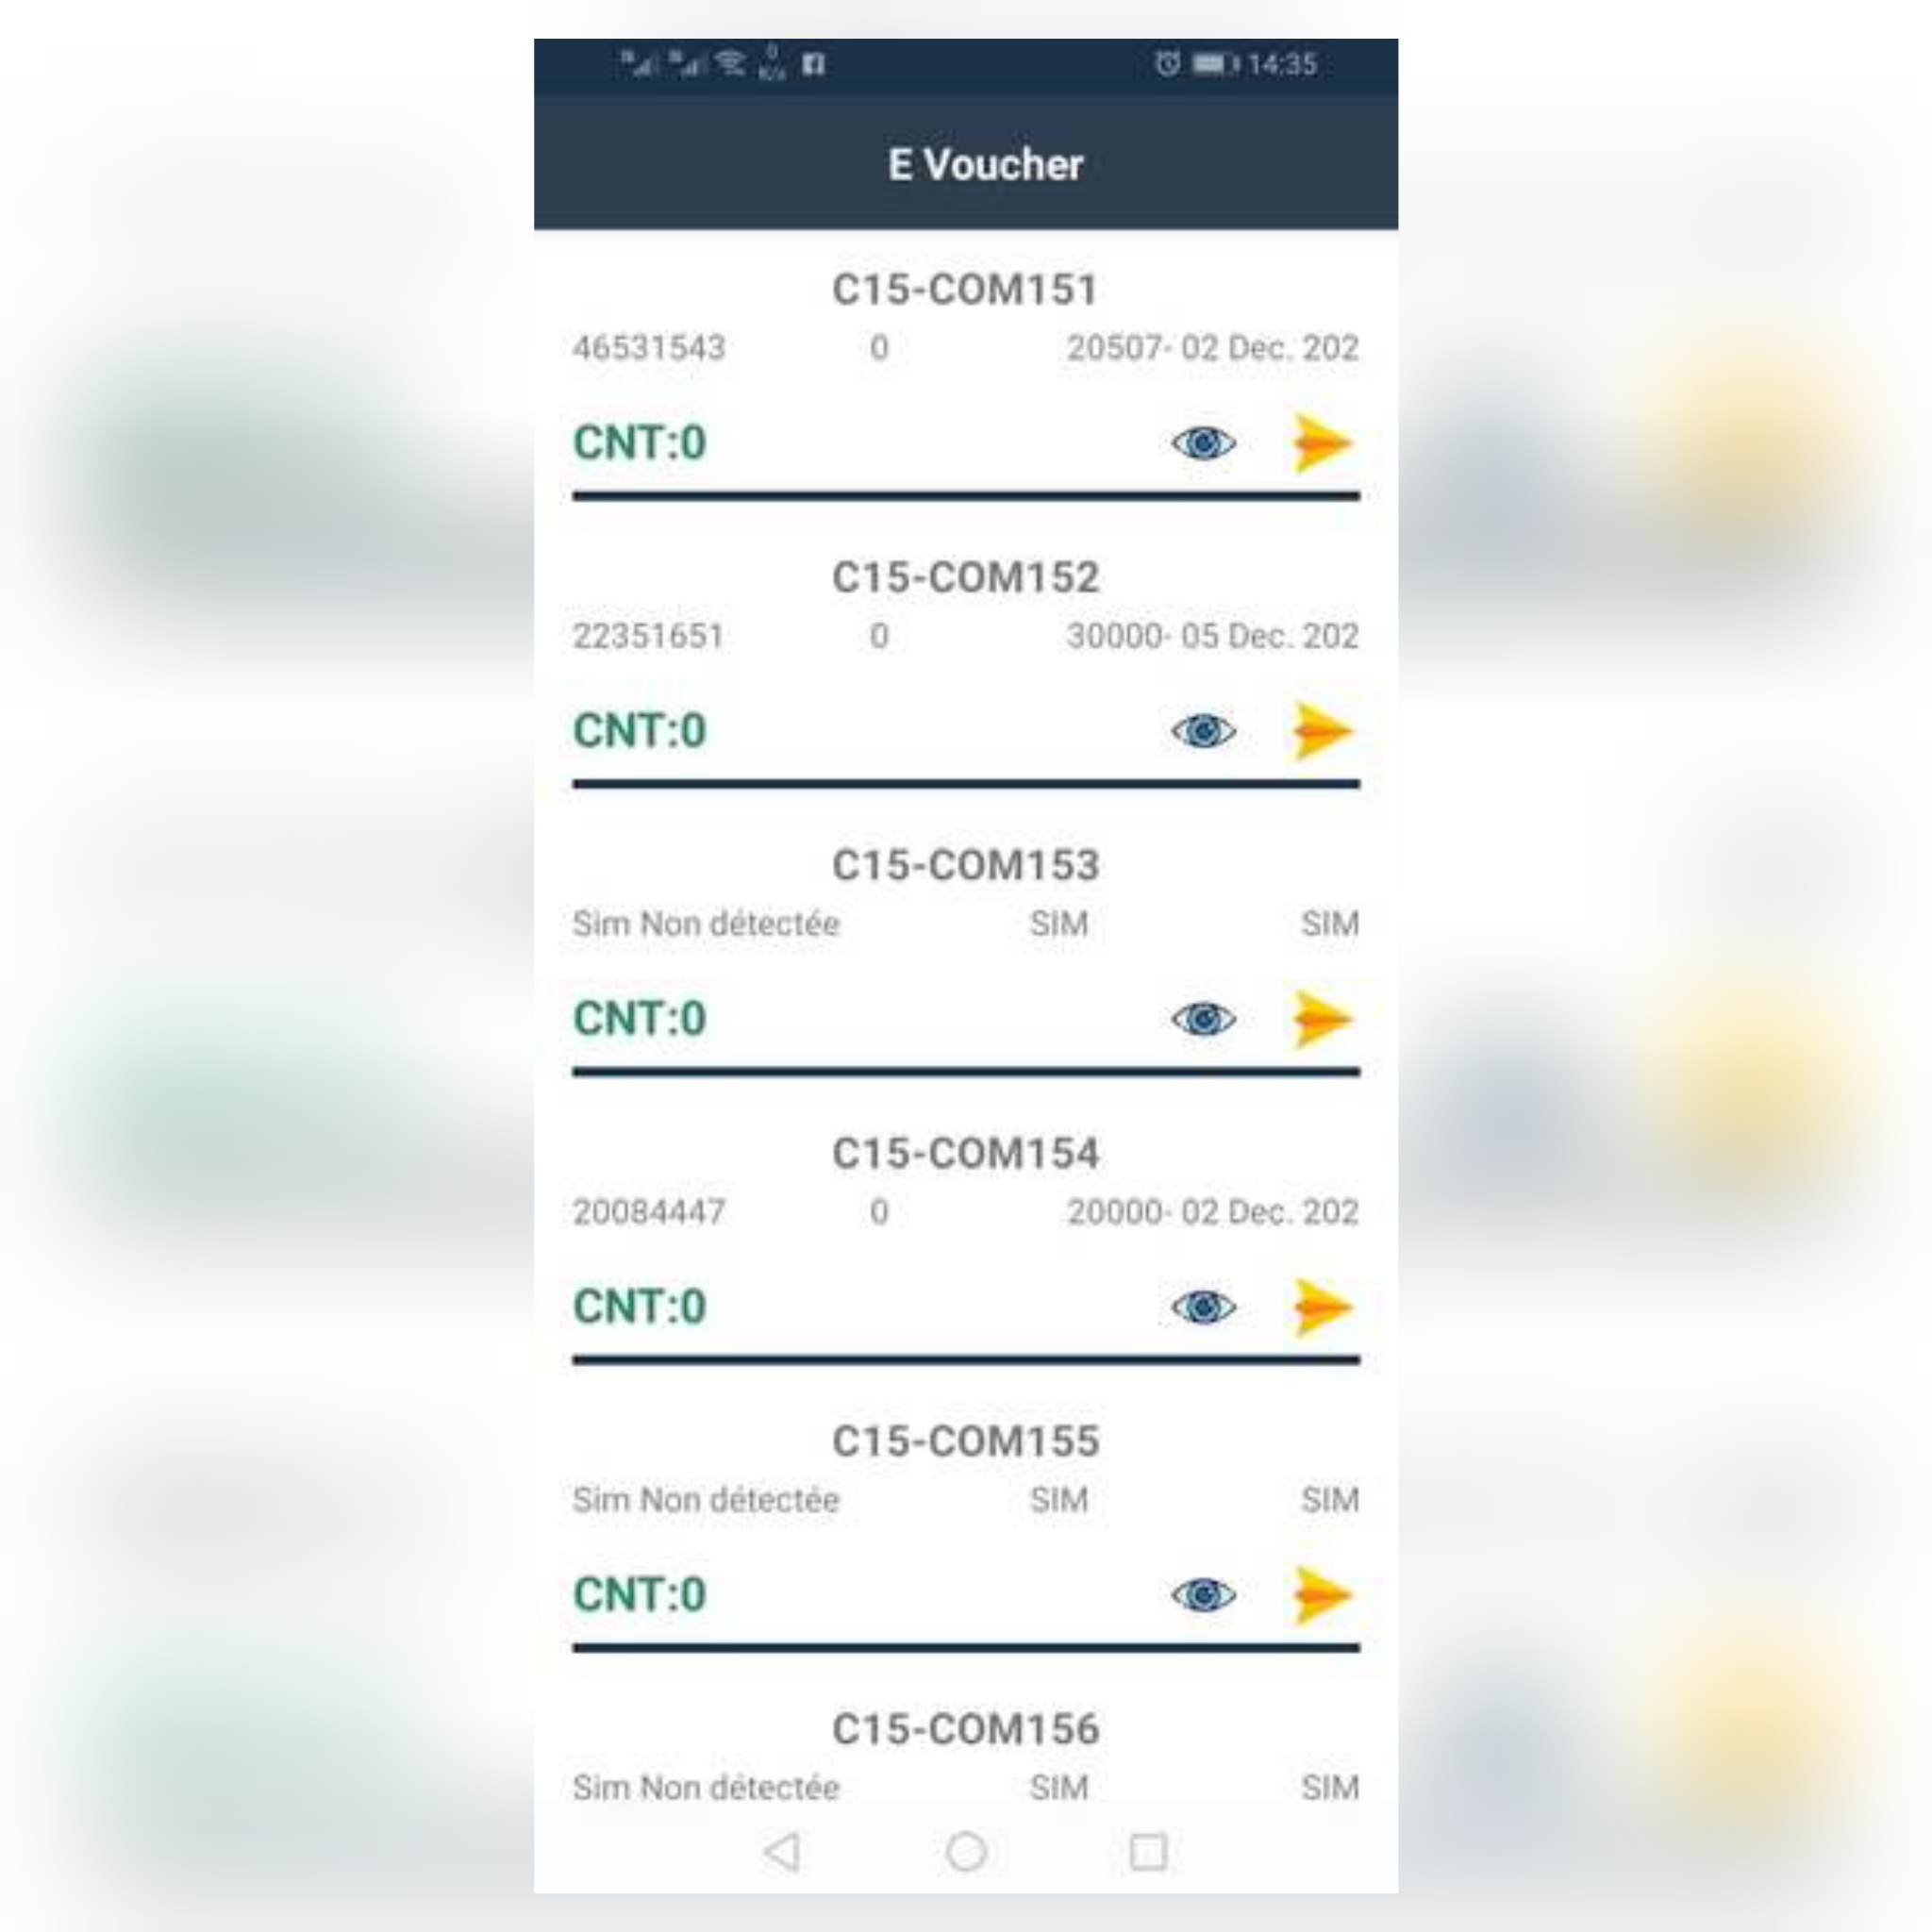 14:35
E Voucher
C15-COM151
46531543 0 20507- 02 Dec. 202
CNT:0
C15-COM152
22351651 0 30000- 05 Dec. 202
CNT:0
C15-COM153
Sim Non détectée SIM SIM
CNT:0
C15-COM154
20084447 0 20000- 02 Dec. 202
CNT:0
C15-COM155
Sim Non détectée SIM SIM
CNT:0
C15-COM156
Sim Non détectée SIM SIM